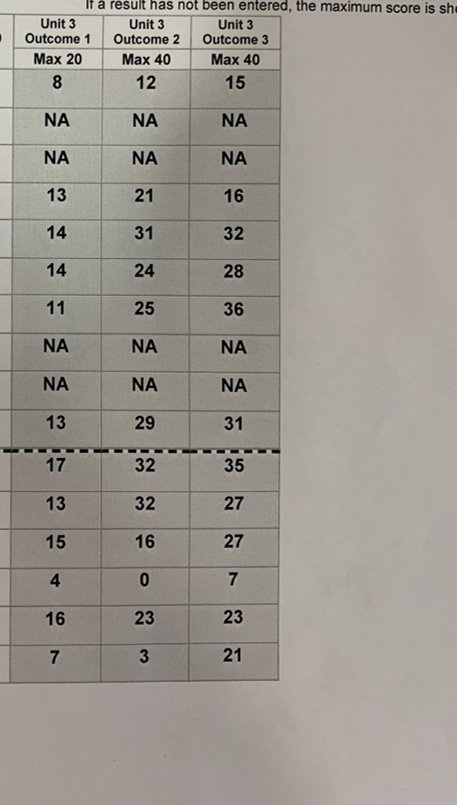 If a result has not been entered, the maximum score is
Unit 3 Outcome 1 Unit 3 Outcome 2 Unit 3 Outcome 3
Max 20 Max 40 Max 40
8 12 15
NA NA NA
NA NA NA
13 21 16
14 31 32
14 24 28
11 25 36
NA NA NA
NA NA NA
13 29 31
17 32 35
13 32 27
15 16 27
4 0 7
16 23 23
7 3 21